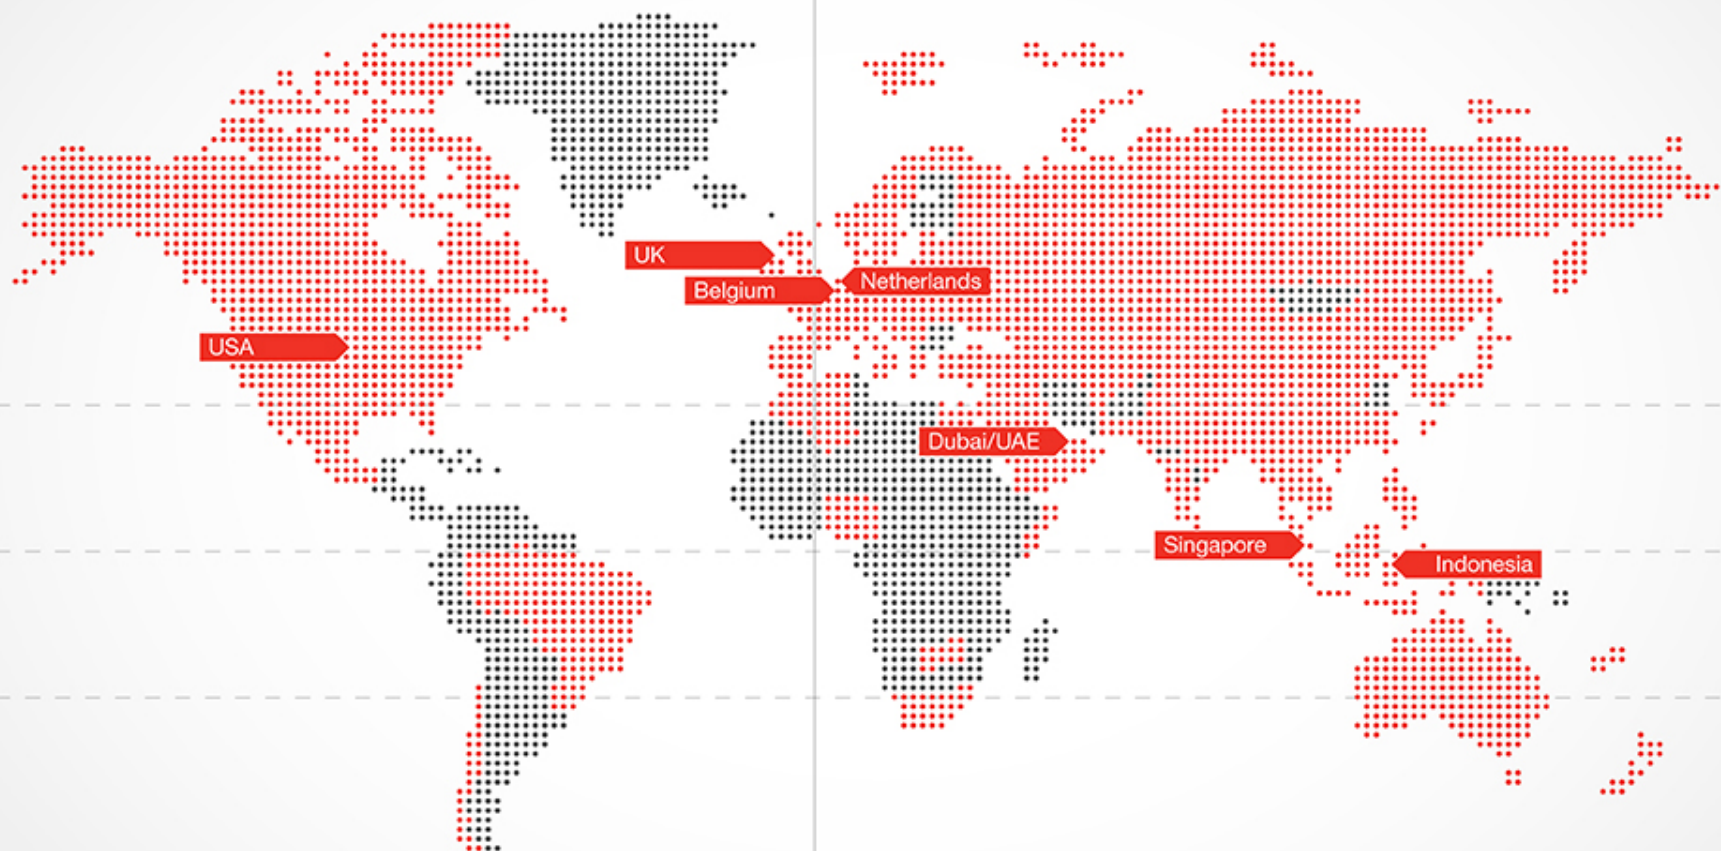 UK
Netherlands
Belgium
USA
Dubai/UAE
Singapore
Indonesia